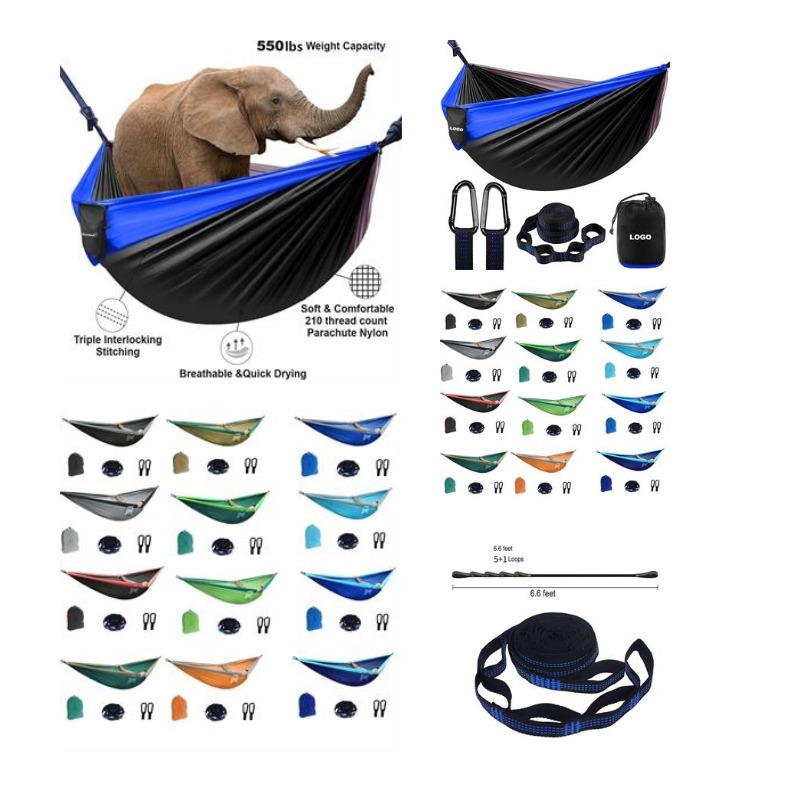 550lbs Weight Capacity
Soft & Comfortable
210 thread count
Parachute Nylon
Triple Interlocking
Stitching
Breathable &Quick Drying
LOGO
LOGO
6.6 feet
5+1 Loops
6.6 feet